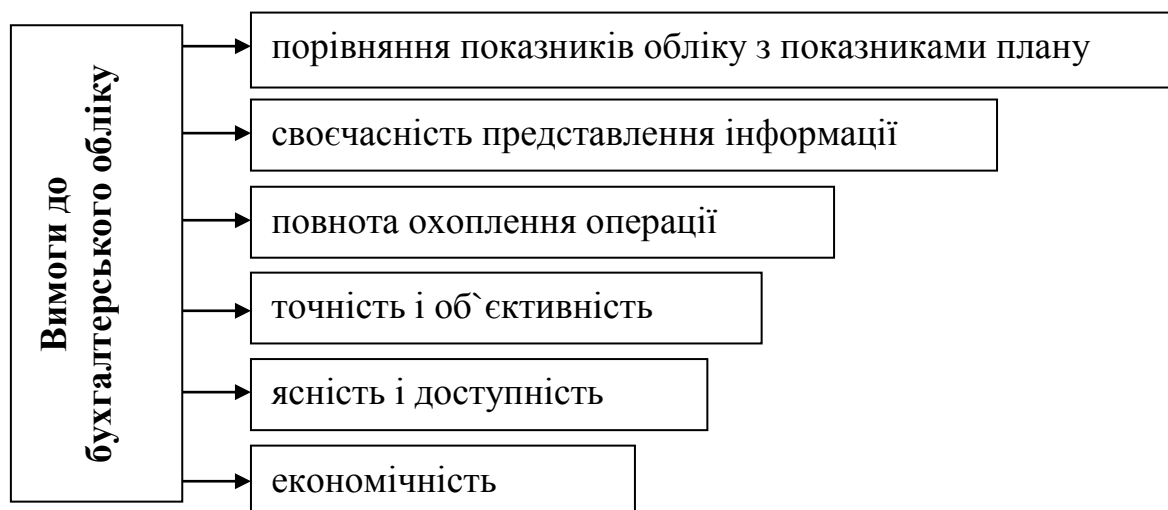 Вимоги до
бухгалтерського обліку
порівняння показників обліку з показниками плану
своєчасність представлення інформації
повнота охоплення операції
точність і об`єктивність
ясність і доступність
економічність